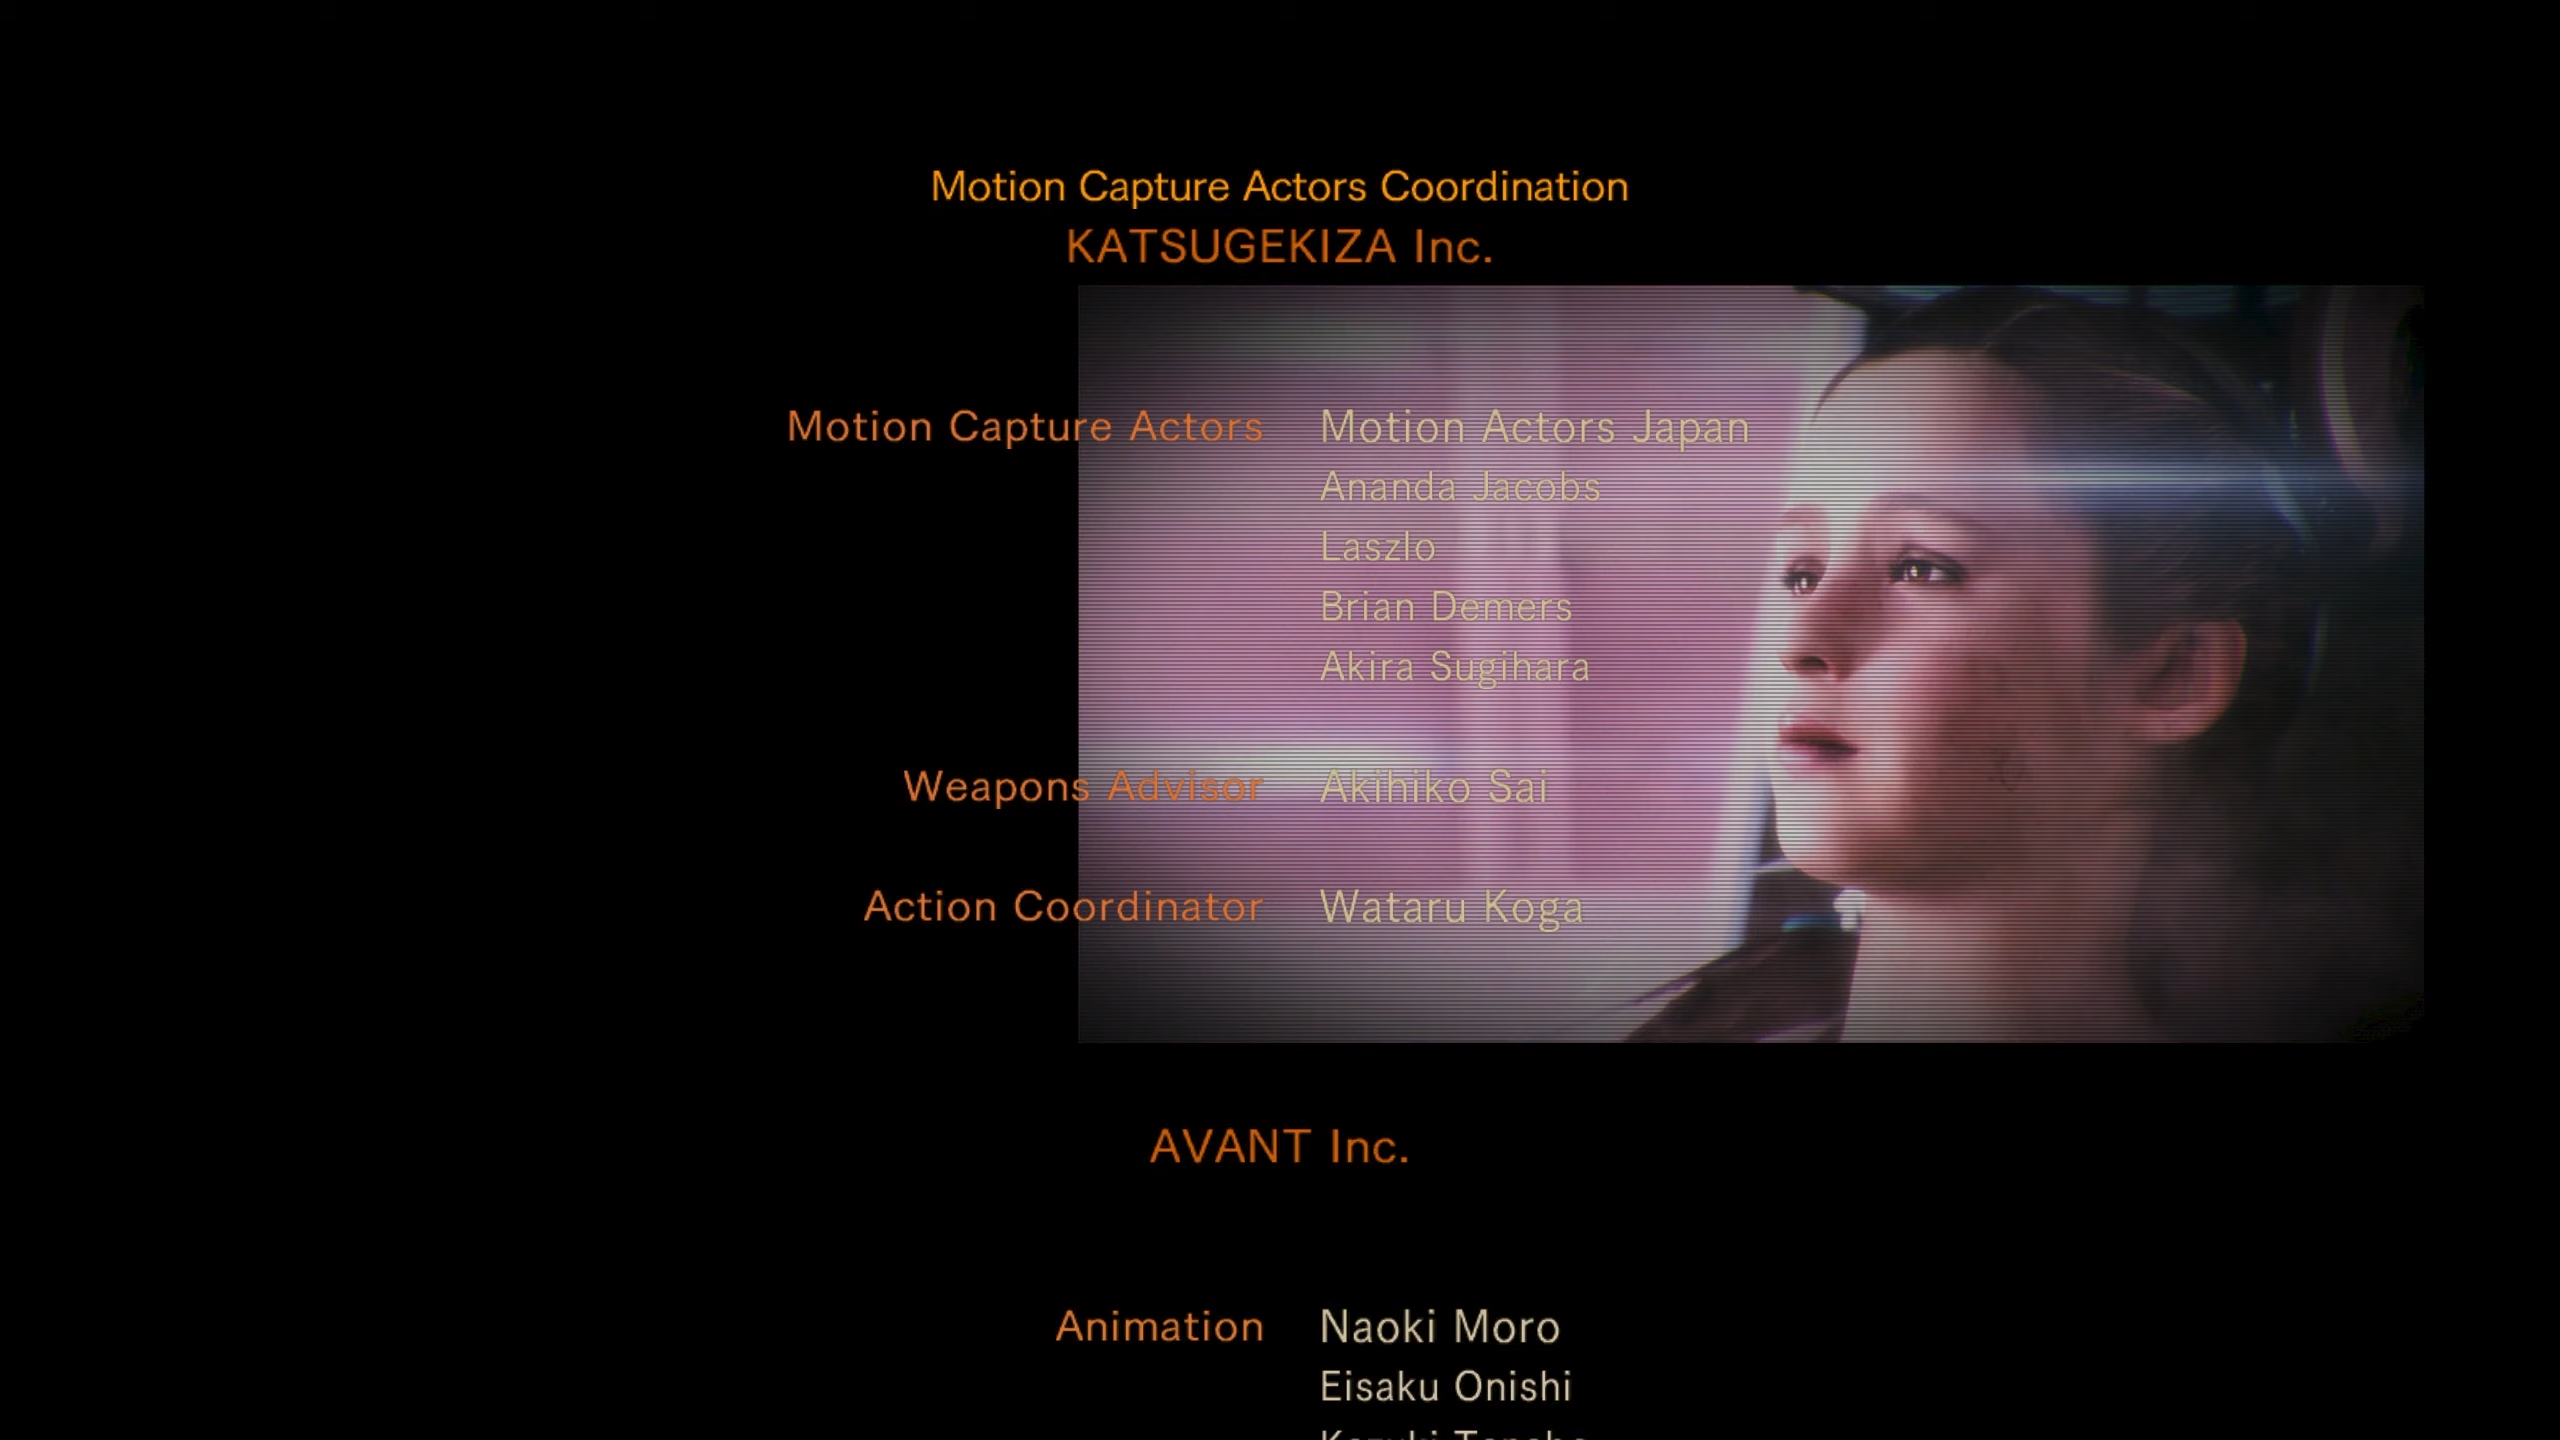 Motion Capture Actors Coordination
KATSUGEKIZA Inc.
Motion Capture Actors Motion Actors Japan
Ananda Jacobs
Laszlo
Brian Demers
Akira Sugihara
Weapons Advisor Akihiko Sai
Action Coordinator Wataru Koga
AVANT Inc.
Animation Naoki Moro
Eisaku Onishi